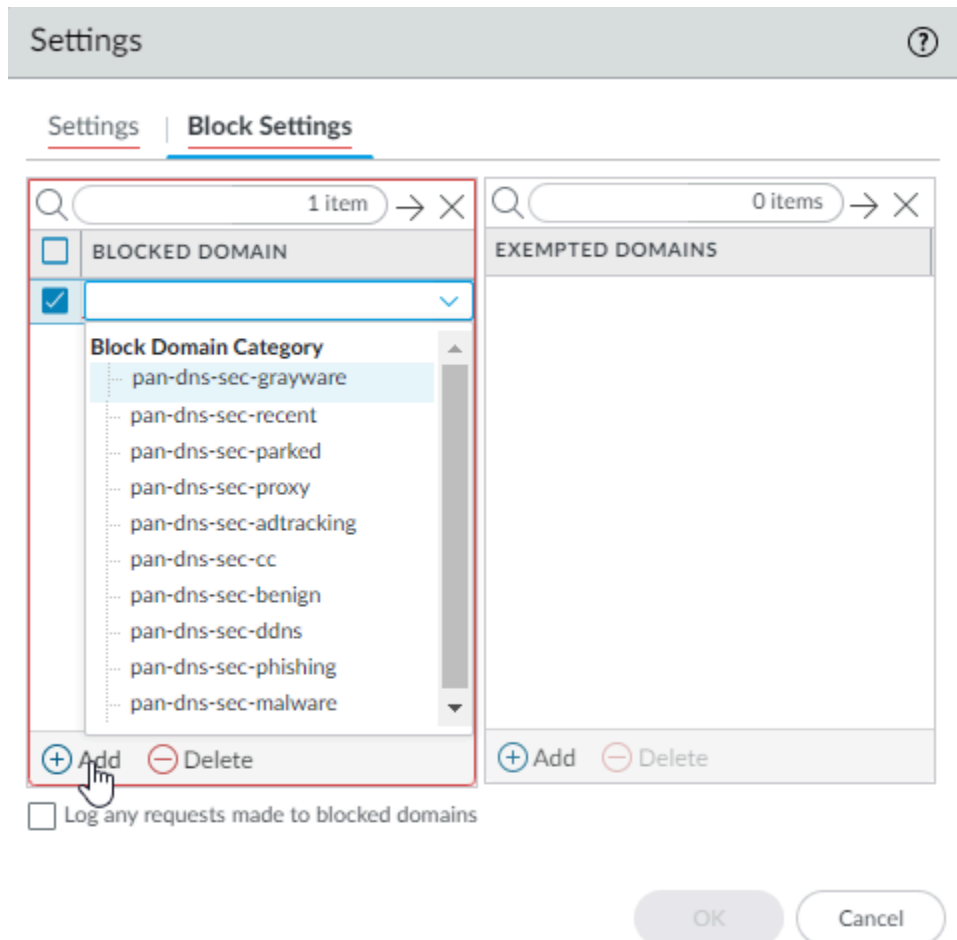 Settings
Settings | Block Settings
1 item
0 items
BLOCKED DOMAIN
EXEMPTED DOMAINS
Block Domain Category
pan-dns-sec-grayware
pan-dns-sec-recent
pan-dns-sec-parked
pan-dns-sec-proxy
pan-dns-sec-adtracking
pan-dns-sec-cc
pan-dns-sec-benign
pan-dns-sec-ddns
pan-dns-sec-phishing
pan-dns-sec-malware
Add Delete
Add Delete
Log any requests made to blocked domains
OK Cancel